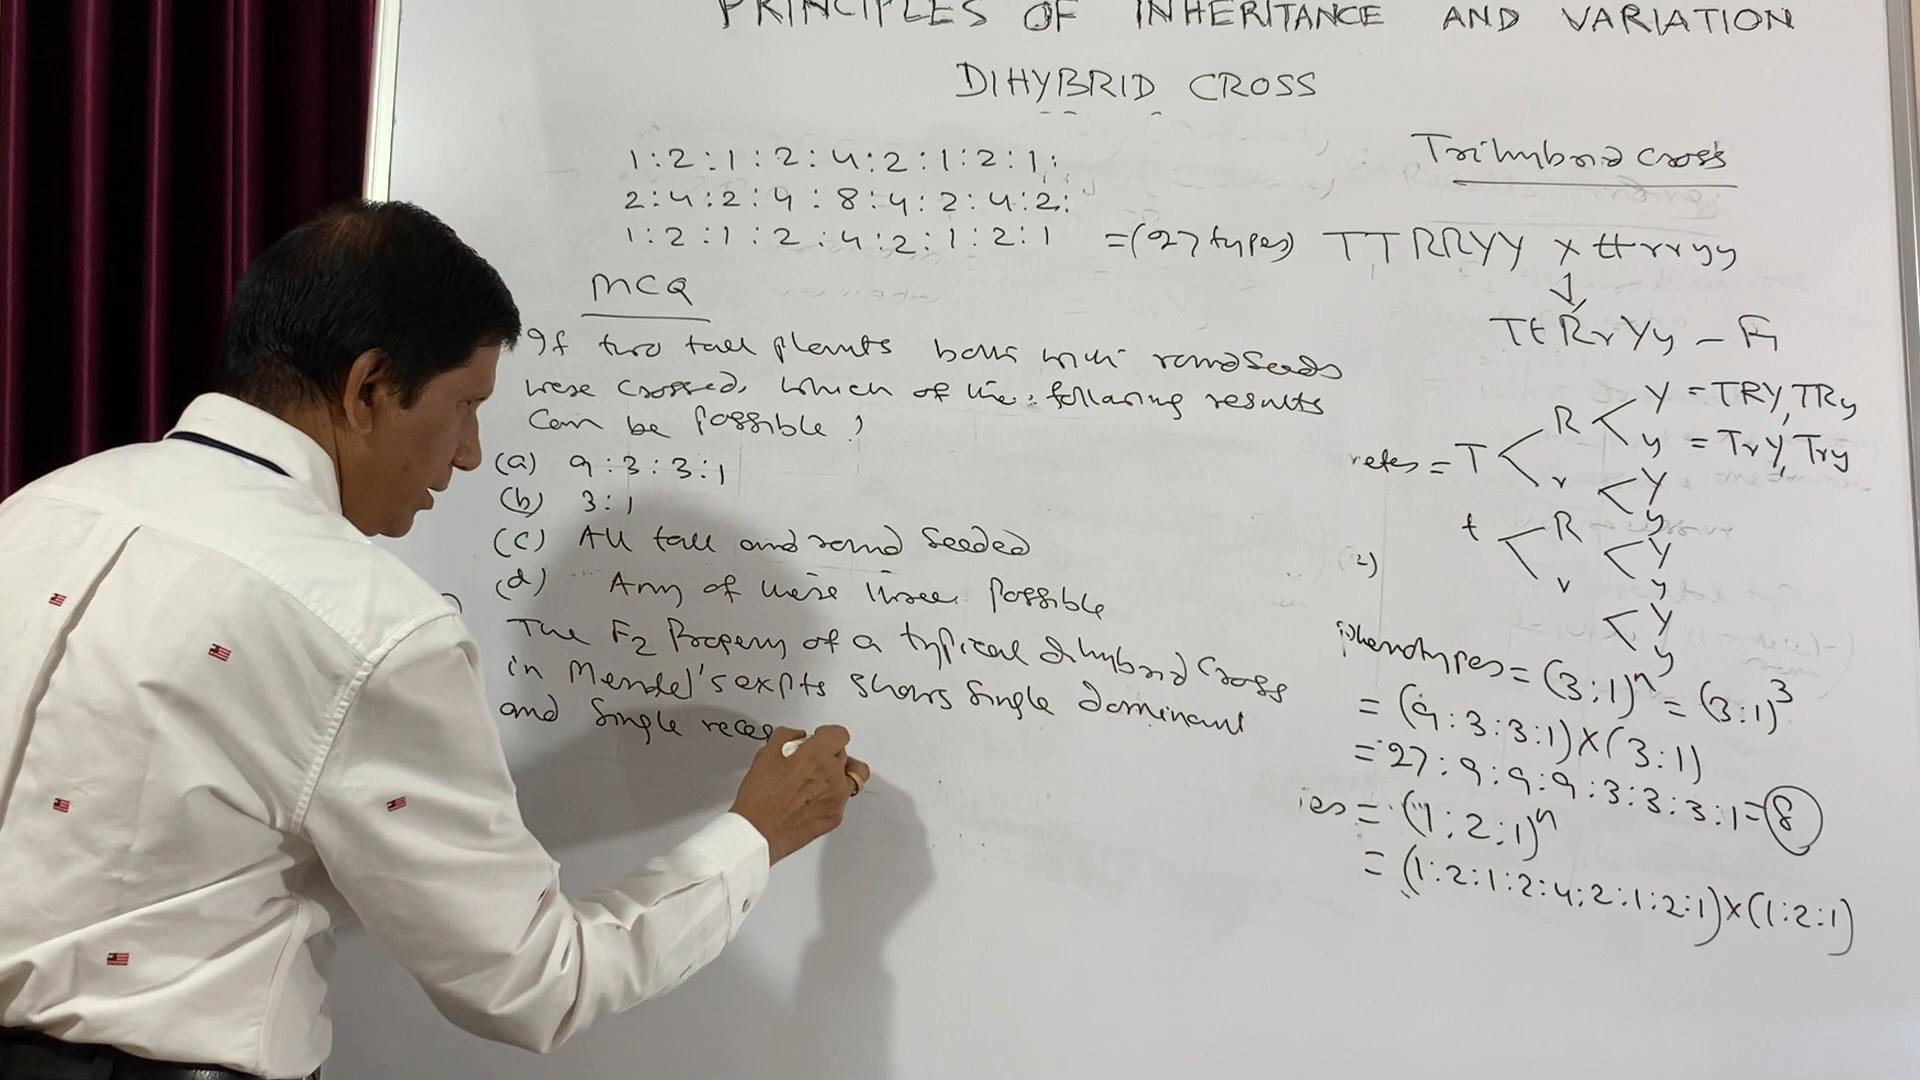 PRINCIPLES OF INHERITANCE AND VARIATION
DIHYBRID CROSS
1:2:1:2:4:2:1:2:1:
2:4:2:4:8:4:2:4:2:
1:2:1:2:4:2:1:2:1 =(27 types)
MCQ
If two tall plants both with round seeds
were crossed, which of the following results
can be possible?
(a) 9:3:3:1
(b) 3:1
(c) All tall and round seeded
(d) Any of these three possible
The F2 Progeny of a typical dihybrid cross
in Mendel's expts shows single dominant
and single reces
Trihybrid cross
TTRRYY x ttrryy
TtRrYy - F1
Y = TRY, TRy
R
y = TrY, Try
= T
r
Y
y
t
R
Y
y
r
Y
y
2)
phenotypes = (3:1)^n = (3:1)^3
= (9:3:3:1)X(3:1)
= 27:9:9:9:3:3:3:1=8
= (1:2:1)^n
= (1:2:1:2:4:2:1:2:1)X(1:2:1)